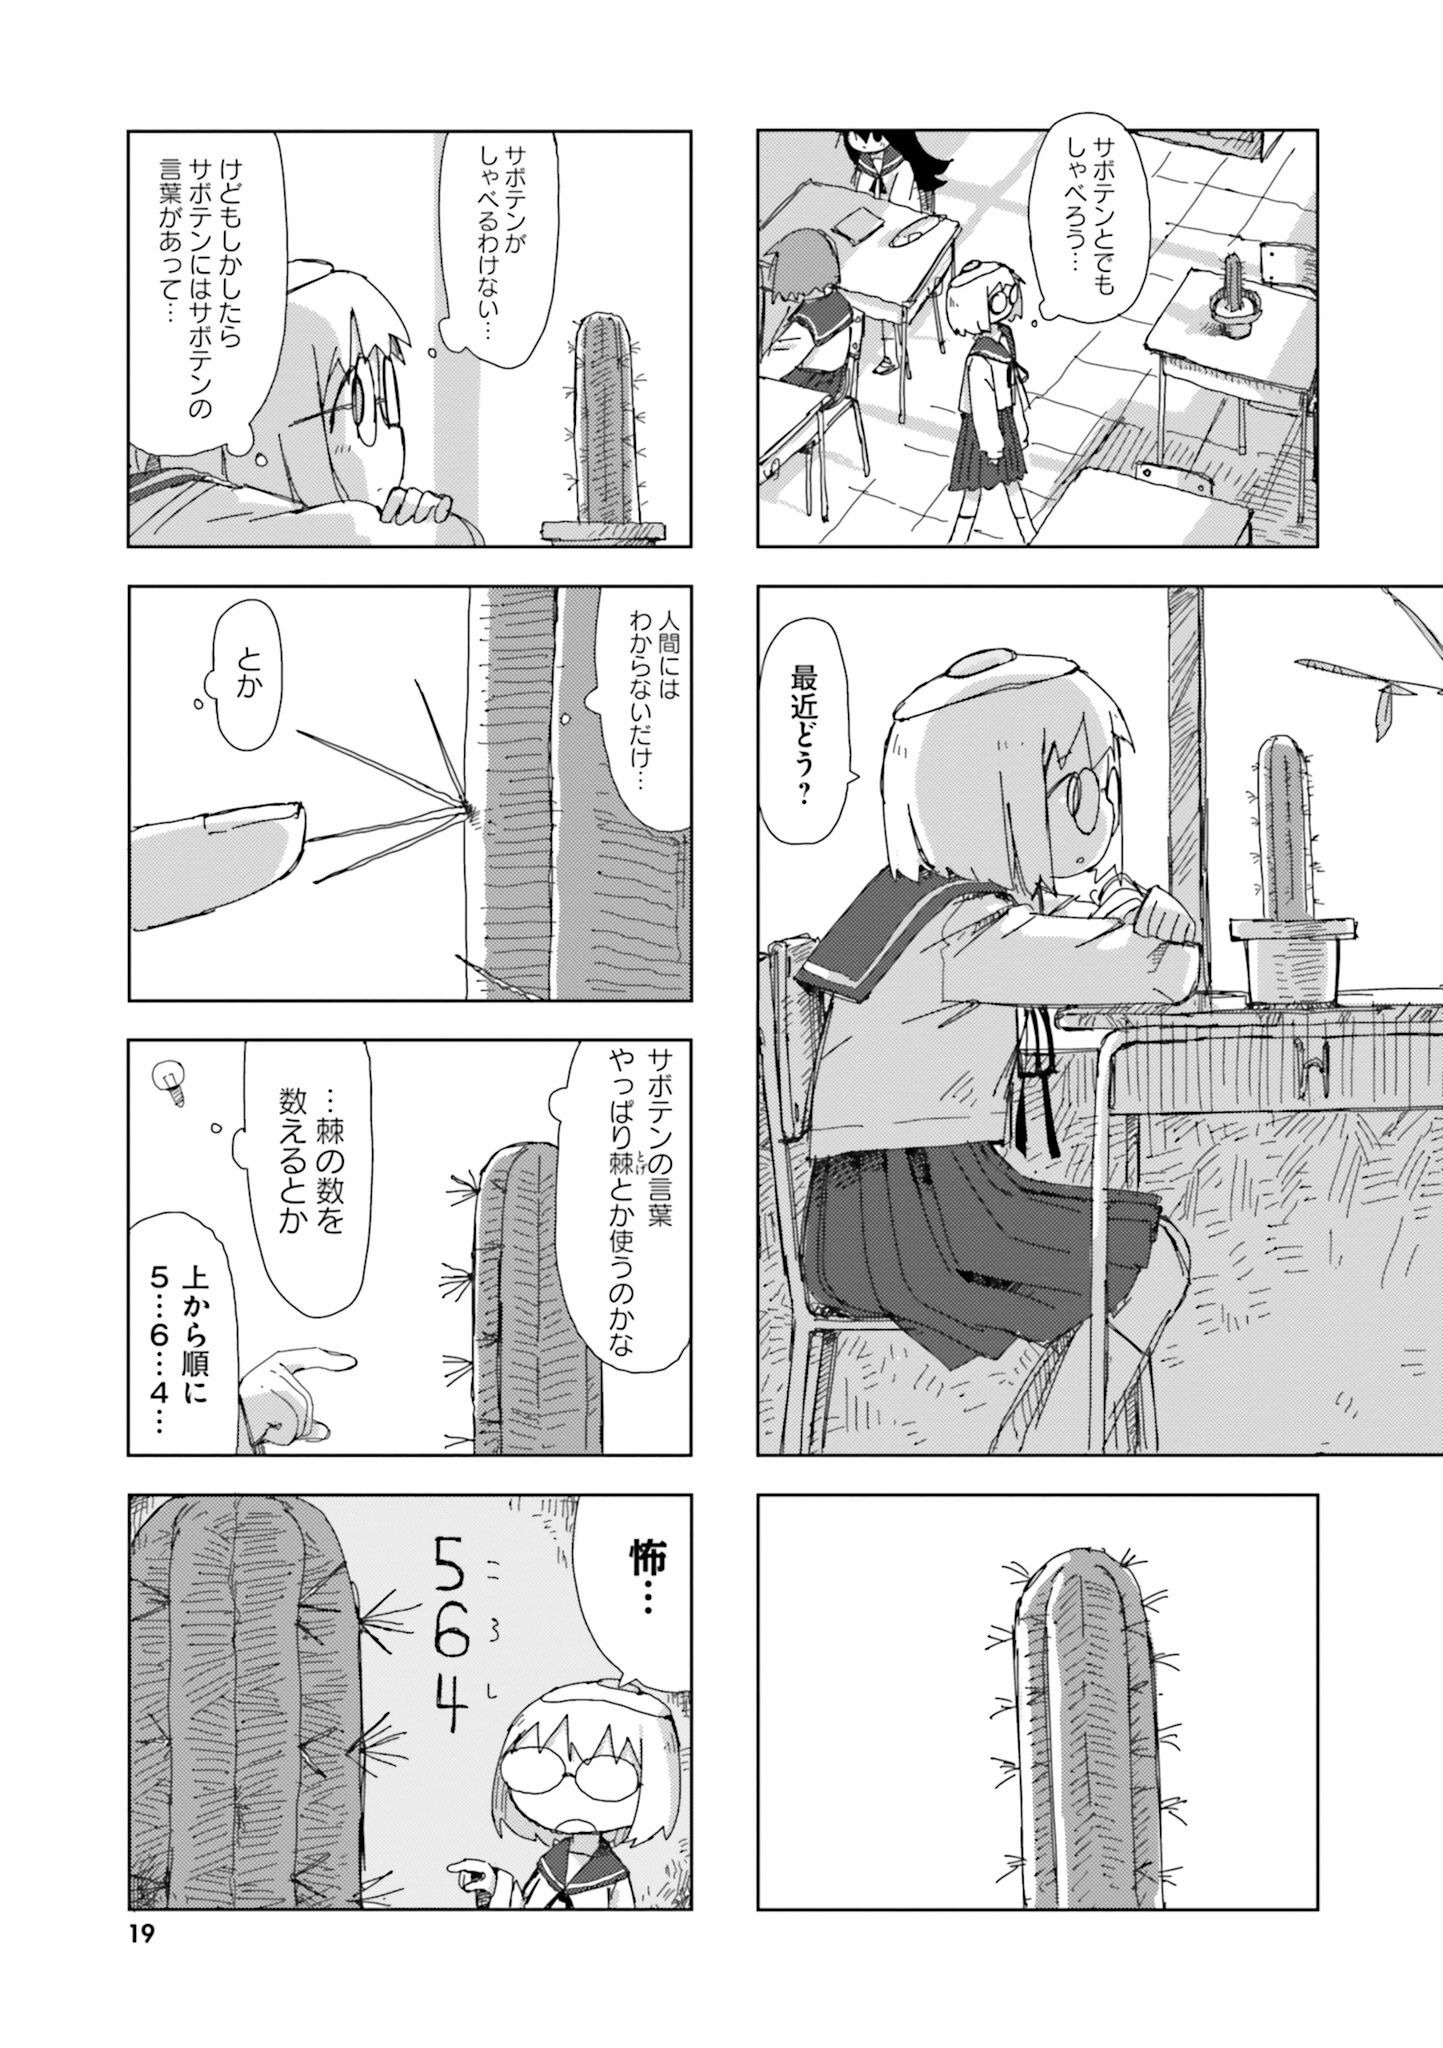 サボテンとでも
しゃべろう…
最近どう？
サボテンが
しゃべるわけない…
けどもしかしたら
サボテンにはサボテンの
言葉があって…
人間には
わからないだけ…
とか
サボテンの言葉
やっぱり棘とか使うのかな
とげ
…棘の数を
数えるとか
上から順に
5…6…4…
怖…
564
ころし
19